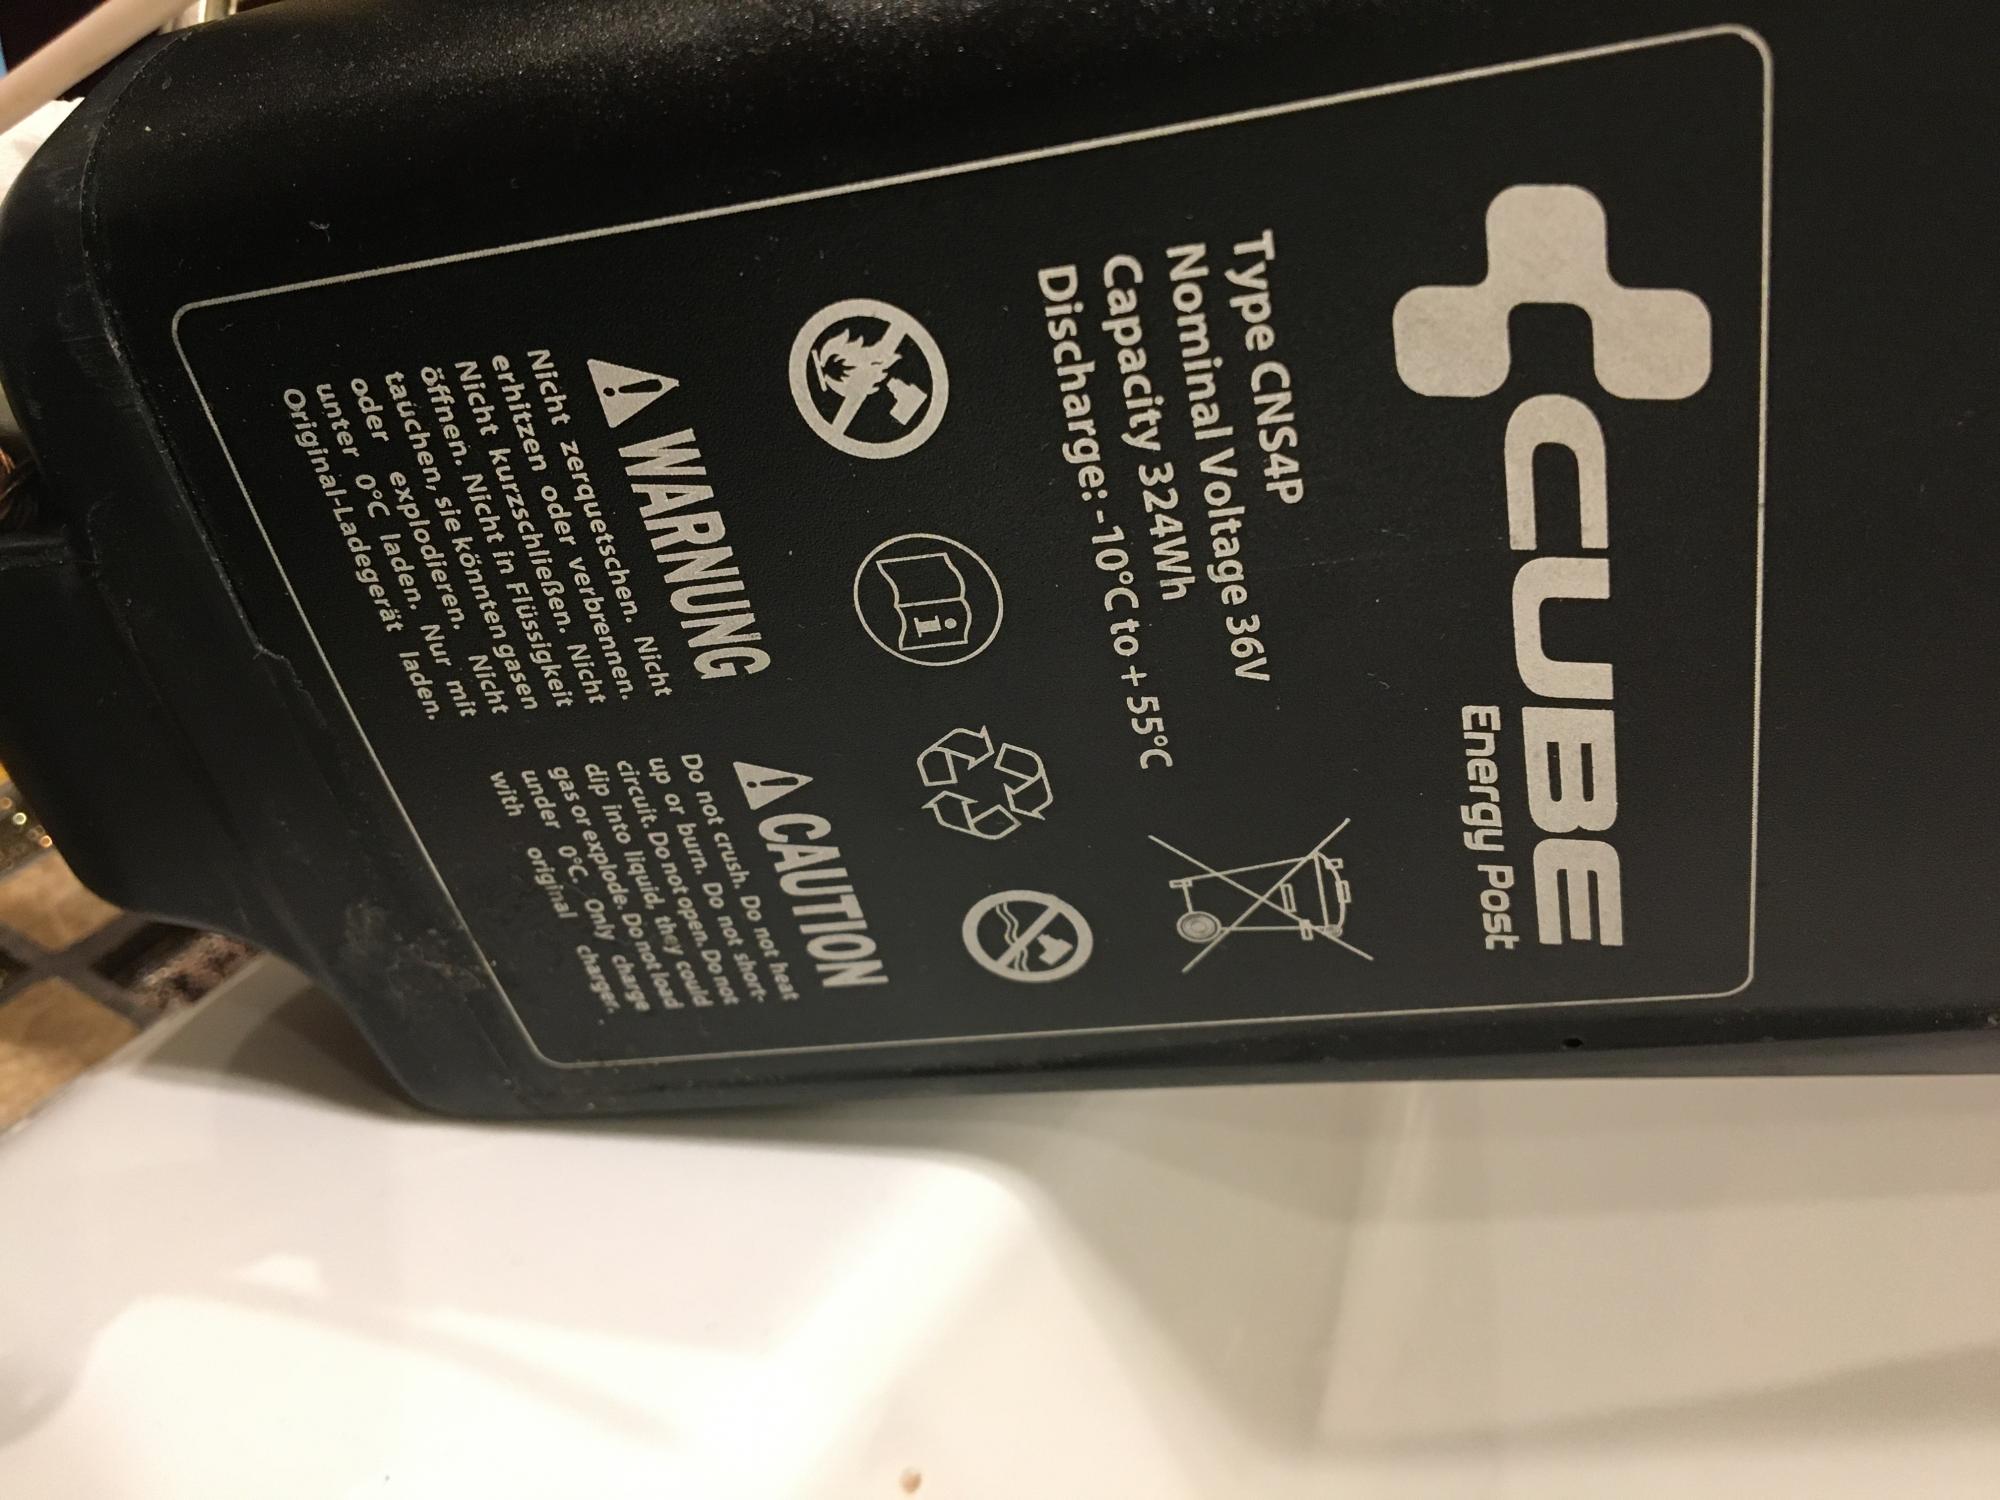 CUBE
Energy Post
Type CNS4P
Nominal Voltage 36V
Capacity 324Wh
Discharge: -10°C to +55°C
WARNUNG
Nicht zerquetschen. Nicht
erhitzen oder verbrennen.
Nicht kurzschließen. Nicht
öffnen. Nicht in Flüssigkeit
tauchen, sie könnten gasen
oder explodieren. Nicht
unter 0°C laden. Nur mit
Original-Ladegerät laden.
CAUTION
Do not crush. Do not heat
up or burn. Do not short-
circuit. Do not open. Do not
dip into liquid, they could
gas or explode. Do not load
under 0°C. Only charge
with original charger.